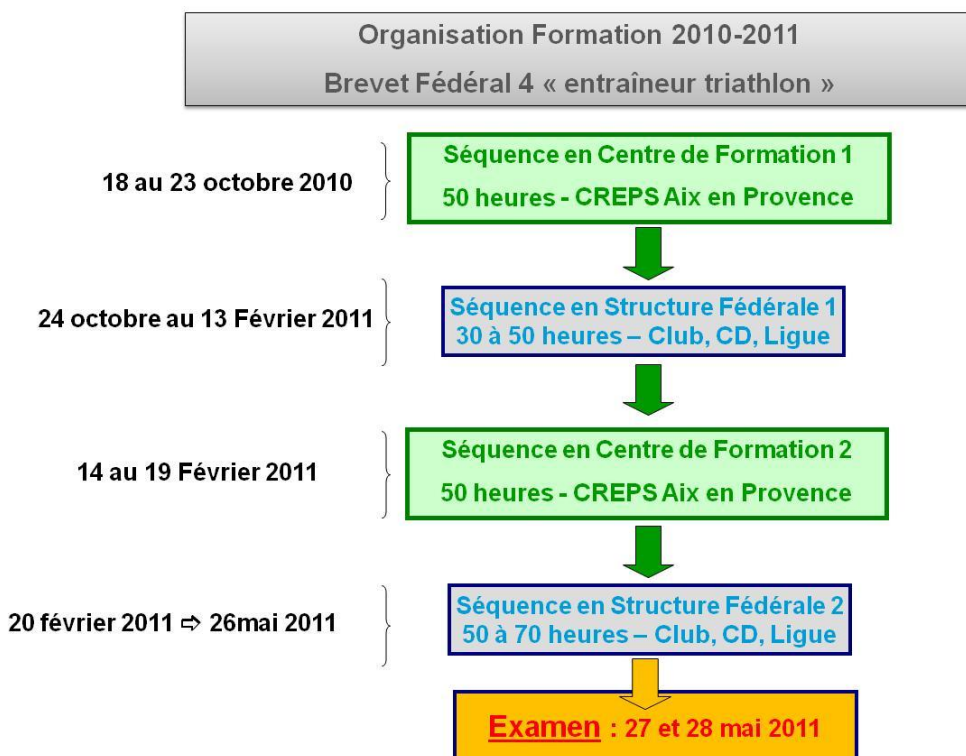 Organisation Formation 2010-2011
Brevet Fédéral 4 « entraîneur triathlon »
18 au 23 octobre 2010
Séquence en Centre de Formation 1
50 heures - CREPS Aix en Provence
24 octobre au 13 Février 2011
Séquence en Structure Fédérale 1
30 à 50 heures – Club, CD, Ligue
14 au 19 Février 2011
Séquence en Centre de Formation 2
50 heures - CREPS Aix en Provence
20 février 2011 ⇨ 26mai 2011
Séquence en Structure Fédérale 2
50 à 70 heures – Club, CD, Ligue
Examen : 27 et 28 mai 2011